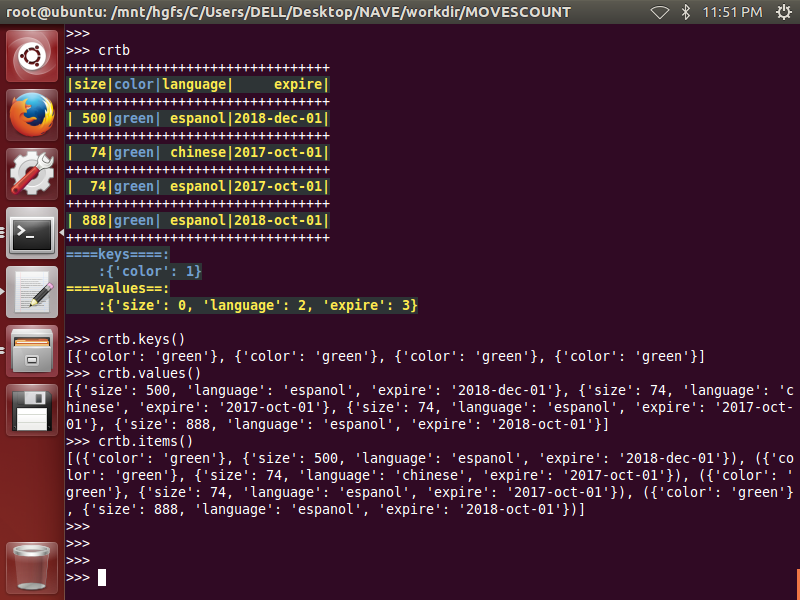 root@ubuntu: /mnt/hgfs/C/Users/DELL/Desktop/NAVE/workdir/MOVESCOUNT
11:51 PM
>>>
>>> crtb
+++++++++++++++++++++++++++++++++
|size|color|language|     expire|
+++++++++++++++++++++++++++++++++
| 500|green| espanol|2018-dec-01|
+++++++++++++++++++++++++++++++++
|  74|green| chinese|2017-oct-01|
+++++++++++++++++++++++++++++++++
|  74|green| espanol|2017-oct-01|
+++++++++++++++++++++++++++++++++
| 888|green| espanol|2018-oct-01|
+++++++++++++++++++++++++++++++++
====keys====:
    :{'color': 1}
====values==:
    :{'size': 0, 'language': 2, 'expire': 3}
>>> crtb.keys()
[{'color': 'green'}, {'color': 'green'}, {'color': 'green'}, {'color': 'green'}]
>>> crtb.values()
[{'size': 500, 'language': 'espanol', 'expire': '2018-dec-01'}, {'size': 74, 'language': 'c
hinese', 'expire': '2017-oct-01'}, {'size': 74, 'language': 'espanol', 'expire': '2017-oct-
01'}, {'size': 888, 'language': 'espanol', 'expire': '2018-oct-01'}]
>>> crtb.items()
[({'color': 'green'}, {'size': 500, 'language': 'espanol', 'expire': '2018-dec-01'}), ({'co
lor': 'green'}, {'size': 74, 'language': 'chinese', 'expire': '2017-oct-01'}), ({'color': '
green'}, {'size': 74, 'language': 'espanol', 'expire': '2017-oct-01'}), ({'color': 'green'}
, {'size': 888, 'language': 'espanol', 'expire': '2018-oct-01'})]
>>>
>>>
>>>
>>>